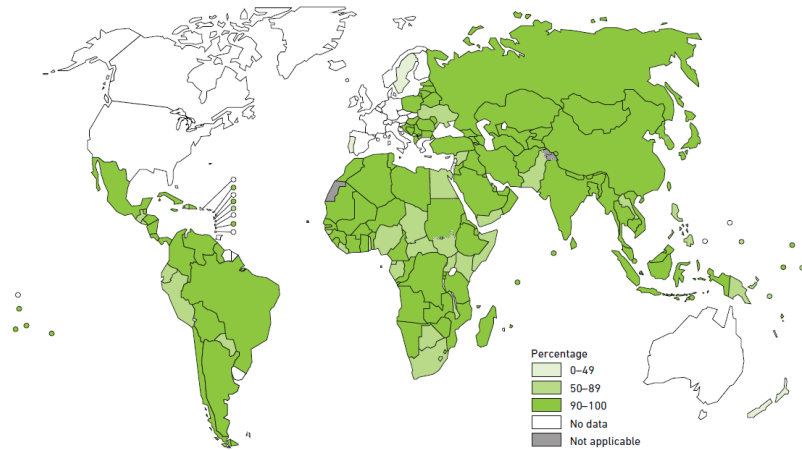 Percentage
0–49
50–89
90–100
No data
Not applicable